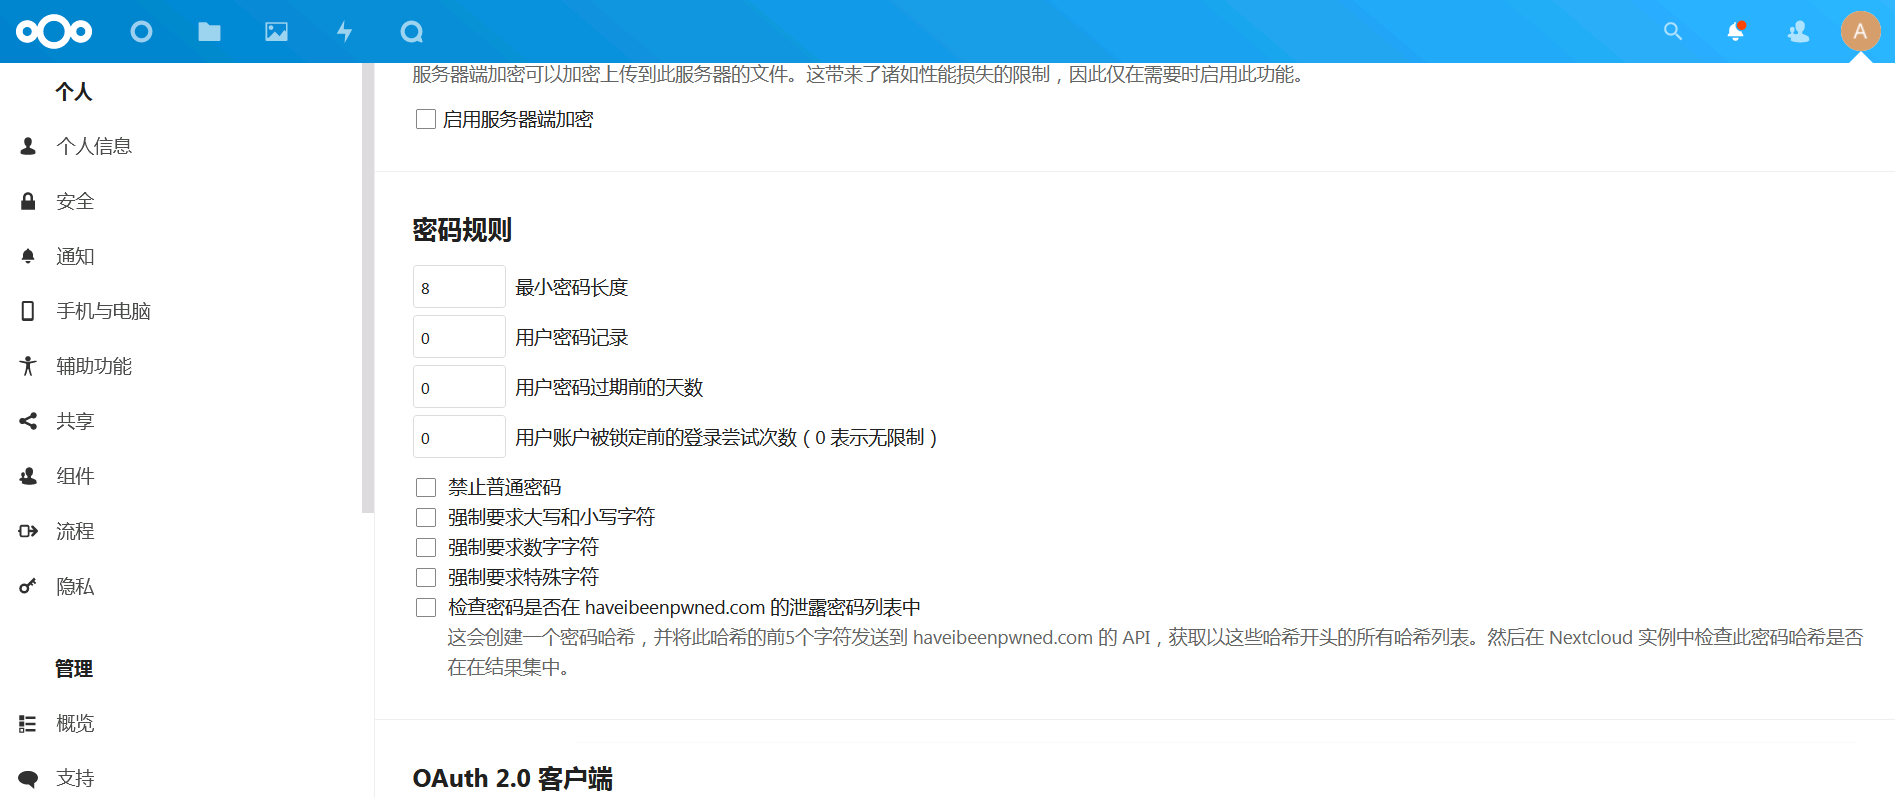 A
个人
个人信息
安全
通知
手机与电脑
辅助功能
共享
组件
流程
隐私
管理
概览
支持
服务器端加密可以加密上传到此服务器的文件。这带来了诸如性能损失的限制，因此仅在需要时启用此功能。
启用服务器端加密
密码规则
8 最小密码长度
0 用户密码记录
0 用户密码过期前的天数
0 用户账户被锁定前的登录尝试次数（0 表示无限制）
禁止普通密码
强制要求大写和小写字符
强制要求数字字符
强制要求特殊字符
检查密码是否在 haveibeenpwned.com 的泄露密码列表中
这会创建一个密码哈希，并将此哈希的前5个字符发送到 haveibeenpwned.com 的 API，获取以这些哈希开头的所有哈希列表。然后在 Nextcloud 实例中检查此密码哈希是否
在在结果集中。
OAuth 2.0 客户端